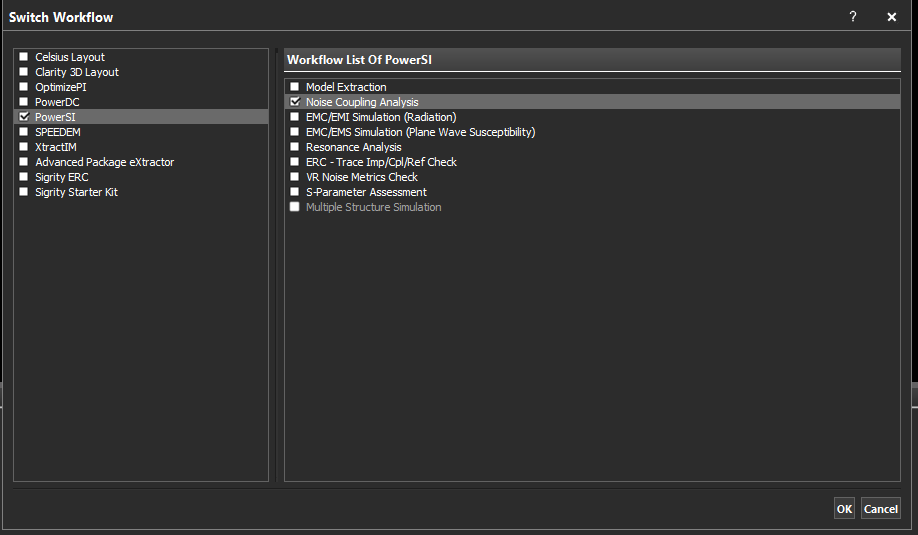 Switch Workflow
?
Celsius Layout
Clarity 3D Layout
OptimizePI
PowerDC
PowerSI
SPEEDEM
XtractIM
Advanced Package eXtractor
Sigrity ERC
Sigrity Starter Kit
Workflow List Of PowerSI
Model Extraction
Noise Coupling Analysis
EMC/EMI Simulation (Radiation)
EMC/EMS Simulation (Plane Wave Susceptibility)
Resonance Analysis
ERC - Trace Imp/Cpl/Ref Check
VR Noise Metrics Check
S-Parameter Assessment
Multiple Structure Simulation
OK
Cancel